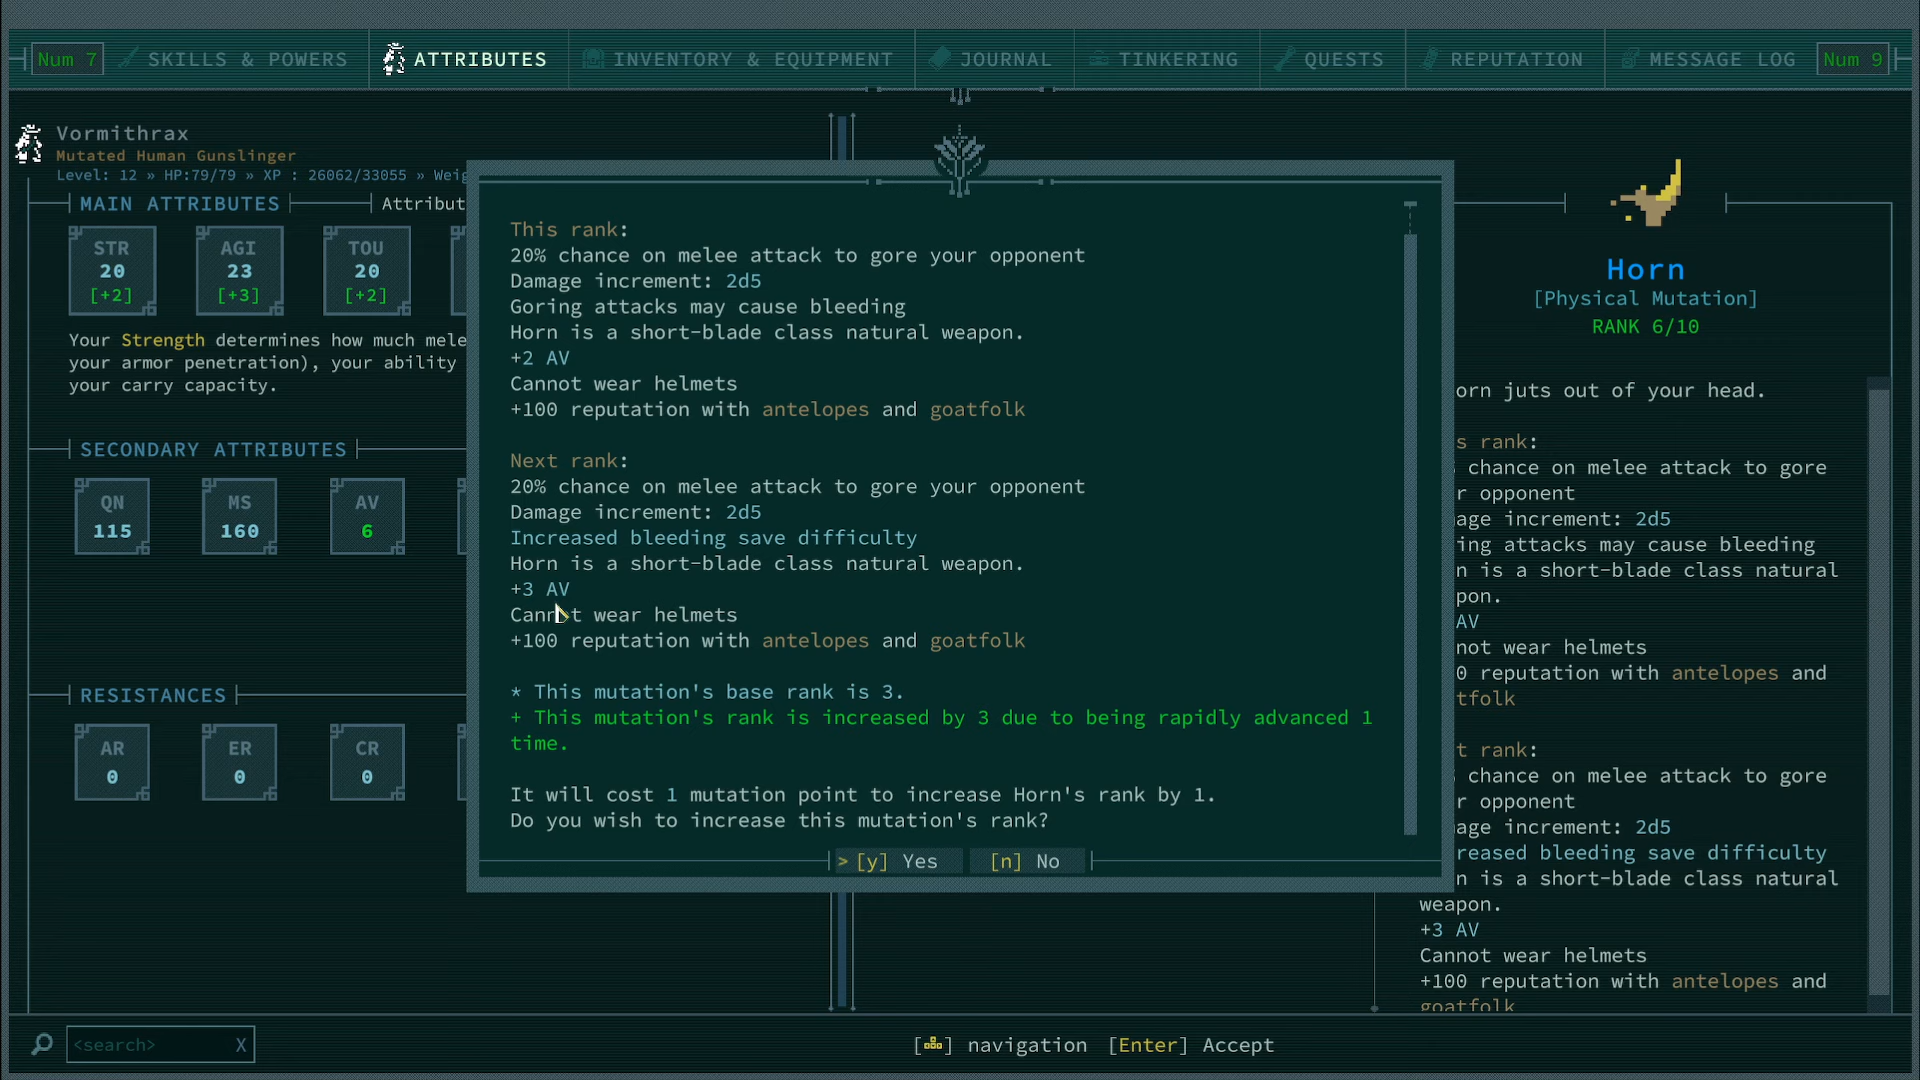 Num 7
SKILLS & POWERS
ATTRIBUTES
INVENTORY & EQUIPMENT
JOURNAL
TINKERING
QUESTS
REPUTATION
MESSAGE LOG
Num 9
Vormithrax
Mutated Human Gunslinger
Level: 12 » HP:79/79 » XP : 26062/33055 » Weig
MAIN ATTRIBUTES
Attribut
STR
20
[+2]
AGI
23
[+3]
TOU
20
[+2]
Your Strength determines how much mele
your armor penetration), your ability
your carry capacity.
SECONDARY ATTRIBUTES
QN
115
MS
160
AV
6
RESISTANCES
AR
0
ER
0
CR
0
This rank:
20% chance on melee attack to gore your opponent
Damage increment: 2d5
Goring attacks may cause bleeding
Horn is a short-blade class natural weapon.
+2 AV
Cannot wear helmets
+100 reputation with antelopes and goatfolk
Next rank:
20% chance on melee attack to gore your opponent
Damage increment: 2d5
Increased bleeding save difficulty
Horn is a short-blade class natural weapon.
+3 AV
Cannot wear helmets
+100 reputation with antelopes and goatfolk
* This mutation's base rank is 3.
+ This mutation's rank is increased by 3 due to being rapidly advanced 1
time.
It will cost 1 mutation point to increase Horn's rank by 1.
Do you wish to increase this mutation's rank?
> [y] Yes
[n] No
Horn
[Physical Mutation]
RANK 6/10
orn juts out of your head.
s rank:
chance on melee attack to gore
r opponent
age increment: 2d5
ing attacks may cause bleeding
n is a short-blade class natural
pon.
AV
not wear helmets
0 reputation with antelopes and
tfolk
t rank:
chance on melee attack to gore
r opponent
age increment: 2d5
reased bleeding save difficulty
n is a short-blade class natural
weapon.
+3 AV
Cannot wear helmets
+100 reputation with antelopes and
goatfolk
<search>
X
[ ] navigation
[Enter] Accept